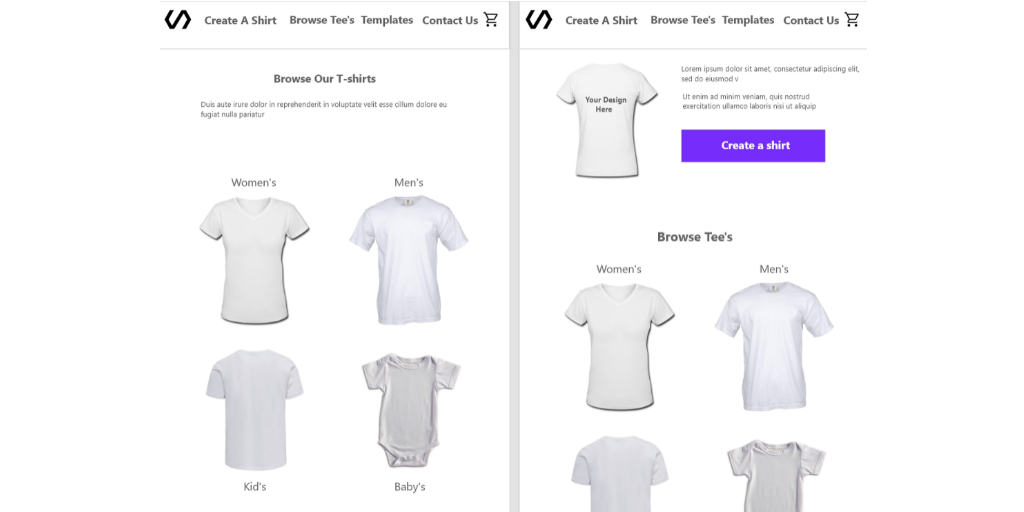 Create A Shirt Browse Tee's Templates Contact Us
Browse Our T-shirts
Duis aute irure dolor in reprehenderit in voluptate velit esse cillum dolore eu
fugiat nulla pariatur
Women's Men's
Kid's Baby's
Create A Shirt Browse Tee's Templates Contact Us
Your Design
Here
Lorem ipsum dolor sit amet, consectetur adipiscing elit,
sed do eiusmod v
Ut enim ad minim veniam, quis nostrud
exercitation ullamco laboris nisi ut aliquip
Create a shirt
Browse Tee's
Women's Men's